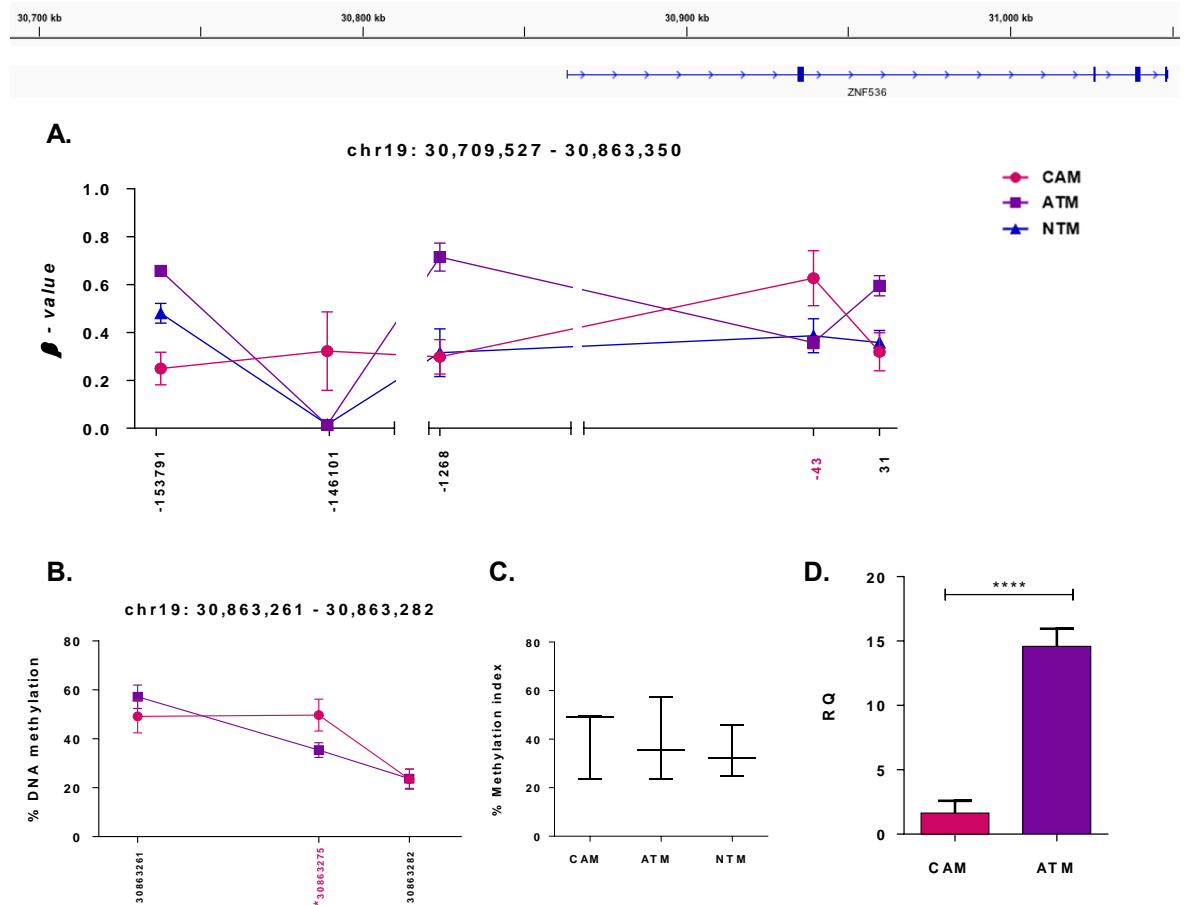 30,700 kb 30,800 kb 30,900 kb 31,000 kb
ZNF536
A.
chr19: 30,709,527 - 30,863,350
CAM
ATM
NTM
β - value
1.0
0.8
0.6
0.4
0.2
0.0
-153791
-146101
-1268
-43
31
B.
chr19: 30,863,261 - 30,863,282
% DNA methylation
80
60
40
20
0
30863261
*30863275
30863282
C.
% Methylation index
80
60
40
20
0
CAM ATM NTM
D.
RQ
20
15
10
5
0
****
CAM ATM